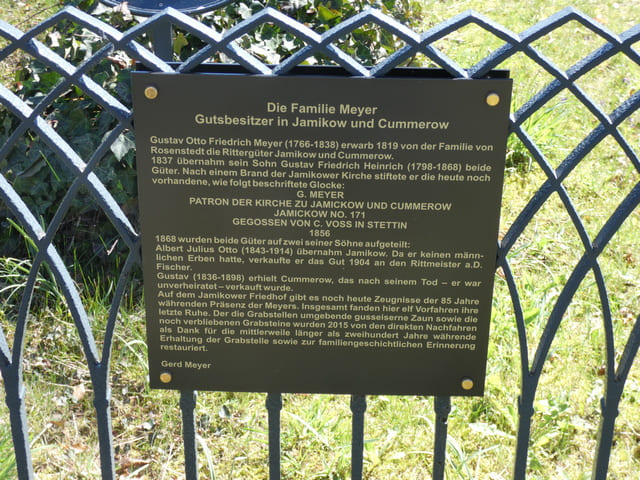 Die Familie Meyer
Gutsbesitzer in Jamikow und Cummerow
Gustav Otto Friedrich Meyer (1766-1838) erwarb 1819 von der Familie von
Rosenstedt die Rittergüter Jamikow und Cummerow.
1837 übernahm sein Sohn Gustav Friedrich Heinrich (1798-1868) beide
Güter. Nach einem Brand der Jamikower Kirche stiftete er die heute noch
vorhandene, wie folgt beschriftete Glocke:
G. MEYER
PATRON DER KIRCHE ZU JAMICKOW UND CUMMEROW
JAMICKOW NO. 171
GEGOSSEN VON C. VOSS IN STETTIN
1856
1868 wurden beide Güter auf zwei seiner Söhne aufgeteilt:
Albert Julius Otto (1843-1914) übernahm Jamikow. Da er keinen männ-
lichen Erben hatte, verkaufte er das Gut 1904 an den Rittmeister a.D.
Fischer.
Gustav (1836-1898) erhielt Cummerow, das nach seinem Tod – er war
unverheiratet – verkauft wurde.
Auf dem Jamikower Friedhof gibt es noch heute Zeugnisse der 85 Jahre
währenden Präsenz der Meyers. Insgesamt fanden hier elf Vorfahren ihre
letzte Ruhe. Der die Grabstellen umgebende gusseiserne Zaun sowie die
noch verbliebenen Grabsteine wurden 2015 von den direkten Nachfahren
als Dank für die mittlerweile länger als zweihundert Jahre währende
Erhaltung der Grabstelle sowie zur familiengeschichtlichen Erinnerung
restauriert.
Gerd Meyer